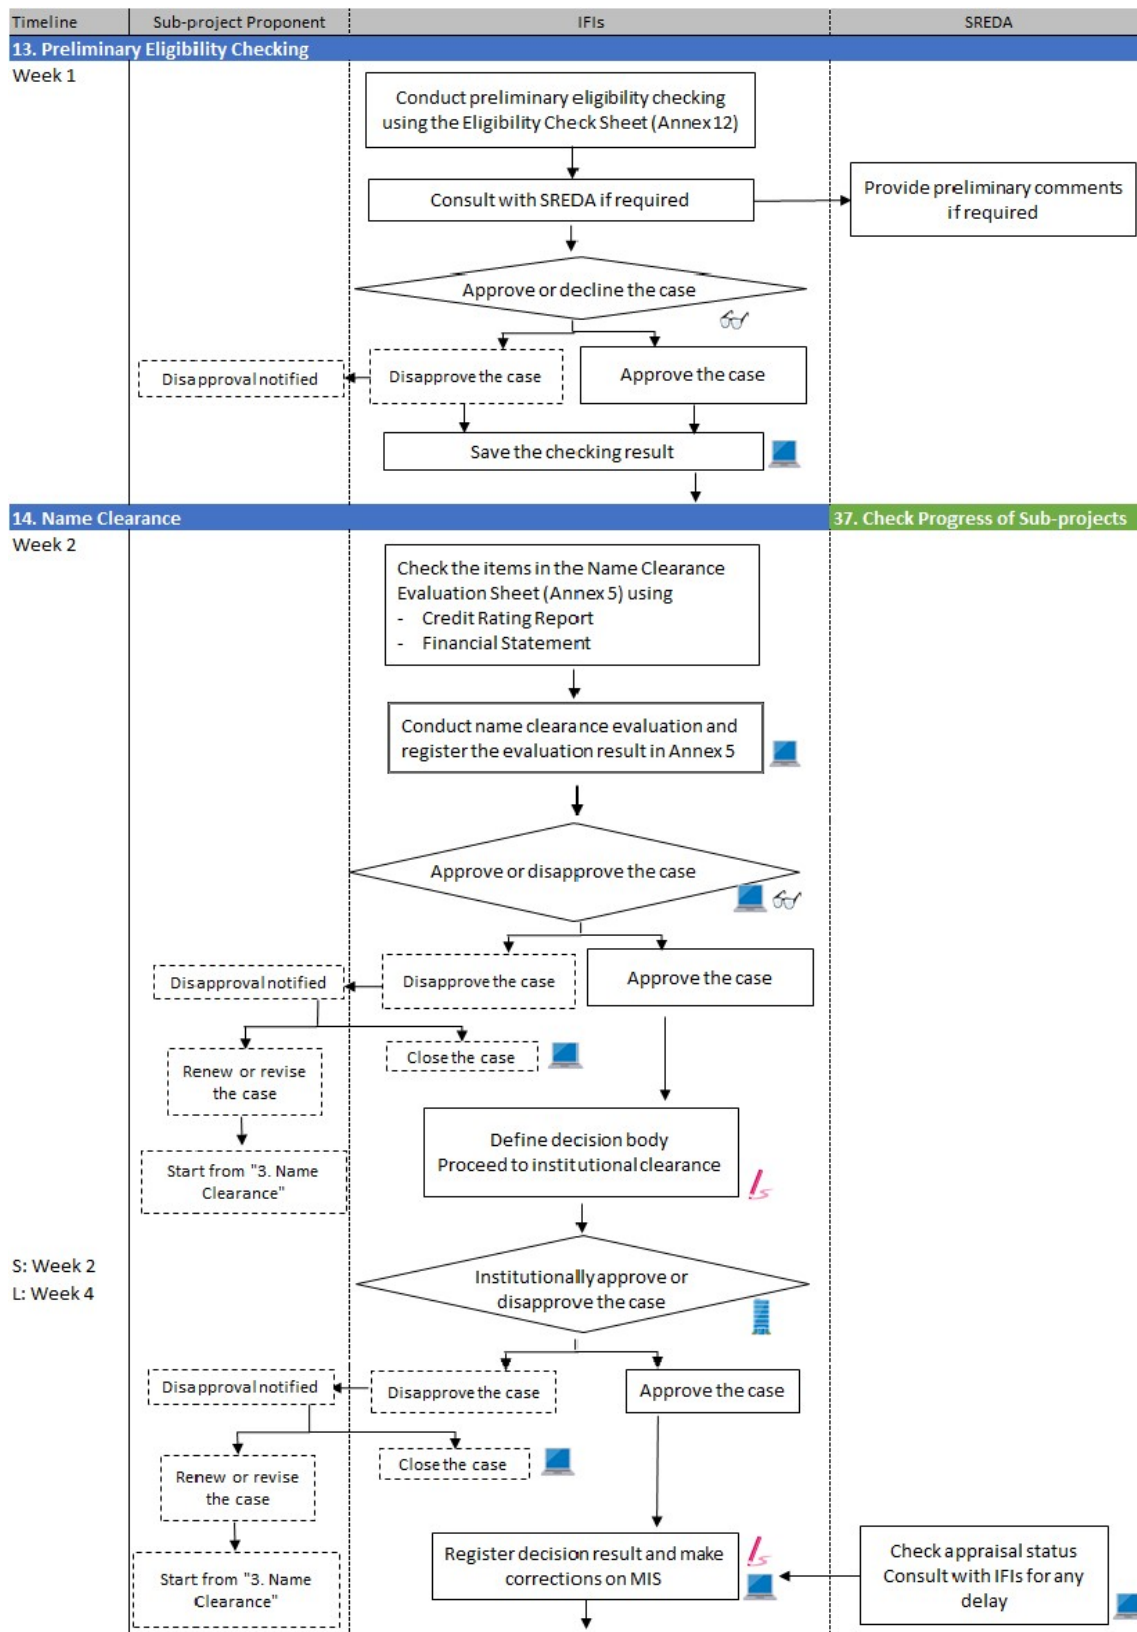 Timeline
Sub-project Proponent
IFIs
SREDA
13. Preliminary Eligibility Checking
Week 1
Conduct preliminary eligibility checking
using the Eligibility Check Sheet (Annex 12)
Consult with SREDA if required
Provide preliminary comments
if required
Approve or decline the case
Disapproval notified
Disapprove the case
Approve the case
Save the checking result
14. Name Clearance
37. Check Progress of Sub-projects
Week 2
Check the items in the Name Clearance
Evaluation Sheet (Annex 5) using
- Credit Rating Report
- Financial Statement
Conduct name clearance evaluation and
register the evaluation result in Annex 5
Approve or disapprove the case
Disapproval notified
Disapprove the case
Approve the case
Renew or revise
the case
Close the case
Start from "3. Name
Clearance"
Define decision body
Proceed to institutional clearance
S: Week 2
L: Week 4
Institutionally approve or
disapprove the case
Disapproval notified
Disapprove the case
Approve the case
Renew or revise
the case
Close the case
Start from "3. Name
Clearance"
Register decision result and make
corrections on MIS
Check appraisal status
Consult with IFIs for any
delay